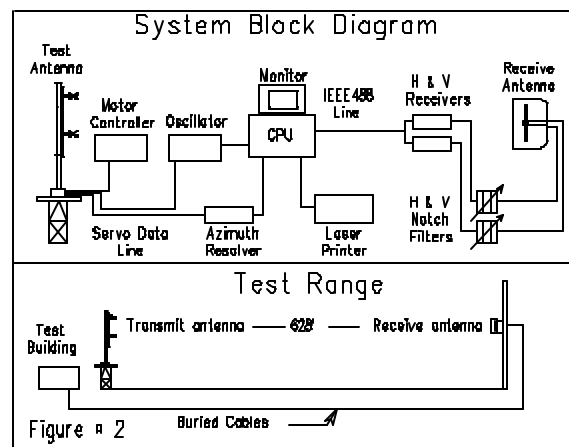 System Block Diagram
Test
Antenna
Motor
Controller
Oscillator
Monitor
CPU
IEEE488
Line
H & V
Receivers
Receive
Antenna
Servo Data
Line
Azimuth
Resolver
Laser
Printer
H & V
Notch
Filters
Test Range
Test
Building
Transmit antenna
628'
Receive antenna
Buried Cables
Figure # 2